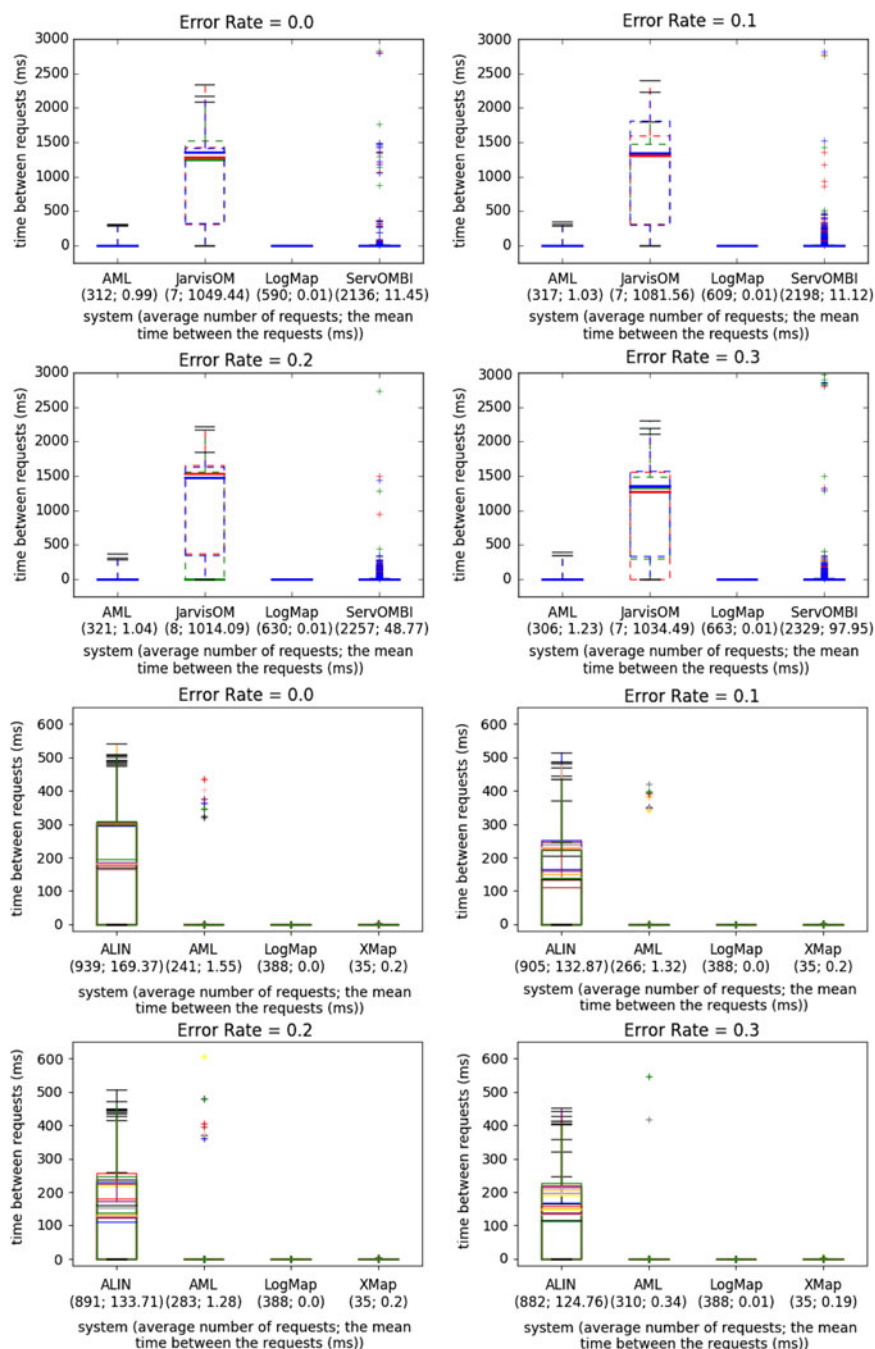 Error Rate = 0.0
time between requests (ms)
3000
2500
2000
1500
1000
500
0
AML JarvisOM LogMap ServOMBI
(312; 0.99) (7; 1049.44) (590; 0.01) (2136; 11.45)
system (average number of requests; the mean
time between the requests (ms))
Error Rate = 0.1
time between requests (ms)
3000
2500
2000
1500
1000
500
0
AML JarvisOM LogMap ServOMBI
(317; 1.03) (7; 1081.56) (609; 0.01) (2198; 11.12)
system (average number of requests; the mean
time between the requests (ms))
Error Rate = 0.2
time between requests (ms)
3000
2500
2000
1500
1000
500
0
AML JarvisOM LogMap ServOMBI
(321; 1.04) (8; 1014.09) (630; 0.01) (2257; 48.77)
system (average number of requests; the mean
time between the requests (ms))
Error Rate = 0.3
time between requests (ms)
3000
2500
2000
1500
1000
500
0
AML JarvisOM LogMap ServOMBI
(306; 1.23) (7; 1034.49) (663; 0.01) (2329; 97.95)
system (average number of requests; the mean
time between the requests (ms))
Error Rate = 0.0
time between requests (ms)
600
500
400
300
200
100
0
ALIN AML LogMap XMap
(939; 169.37) (241; 1.55) (388; 0.0) (35; 0.2)
system (average number of requests; the mean
time between the requests (ms))
Error Rate = 0.1
time between requests (ms)
600
500
400
300
200
100
0
ALIN AML LogMap XMap
(905; 132.87) (266; 1.32) (388; 0.0) (35; 0.2)
system (average number of requests; the mean
time between the requests (ms))
Error Rate = 0.2
time between requests (ms)
600
500
400
300
200
100
0
ALIN AML LogMap XMap
(891; 133.71) (283; 1.28) (388; 0.0) (35; 0.2)
system (average number of requests; the mean
time between the requests (ms))
Error Rate = 0.3
time between requests (ms)
600
500
400
300
200
100
0
ALIN AML LogMap XMap
(882; 124.76) (310; 0.34) (388; 0.01) (35; 0.19)
system (average number of requests; the mean
time between the requests (ms))